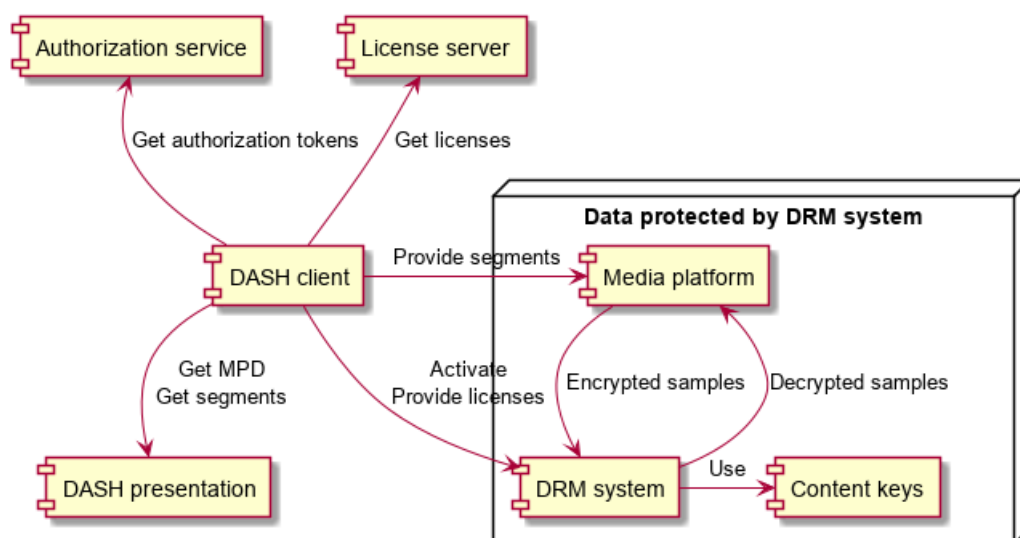 Authorization service
License server
Get authorization tokens
Get licenses
Data protected by DRM system
DASH client
Provide segments
Media platform
Get MPD
Get segments
Activate
Provide licenses
Encrypted samples
Decrypted samples
DASH presentation
DRM system
Use
Content keys